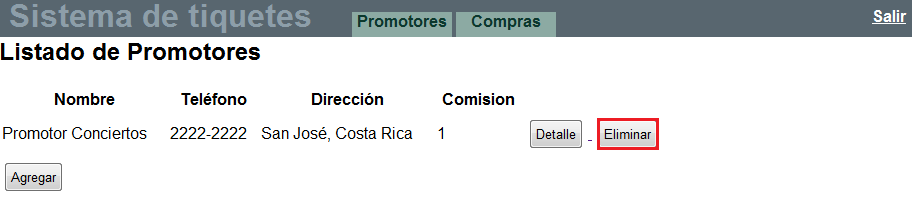 Sistema de tiquetes Promotores Compras Salir
Listado de Promotores
Nombre Teléfono Dirección Comision
Promotor Conciertos 2222-2222 San José, Costa Rica 1 Detalle - Eliminar
Agregar